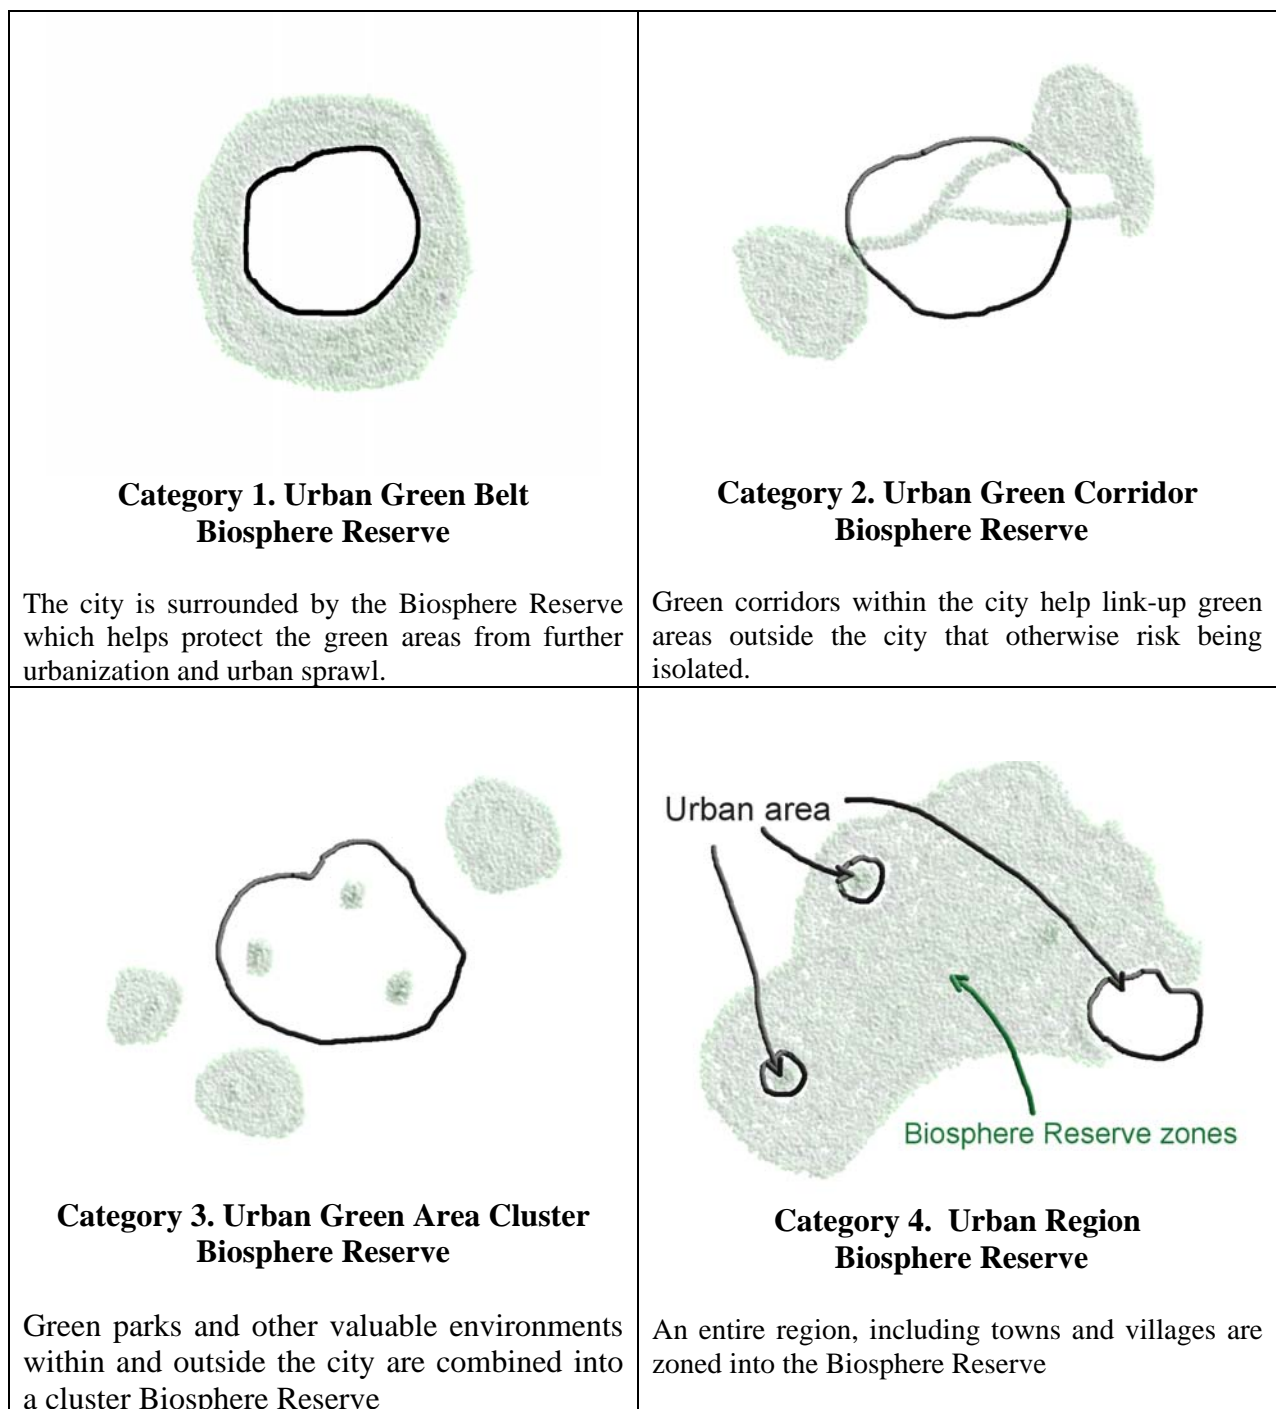 Category 1. Urban Green Belt
Biosphere Reserve
The city is surrounded by the Biosphere Reserve
which helps protect the green areas from further
urbanization and urban sprawl.
Category 2. Urban Green Corridor
Biosphere Reserve
Green corridors within the city help link-up green
areas outside the city that otherwise risk being
isolated.
Category 3. Urban Green Area Cluster
Biosphere Reserve
Green parks and other valuable environments
within and outside the city are combined into
a cluster Biosphere Reserve
Urban area
Biosphere Reserve zones
Category 4. Urban Region
Biosphere Reserve
An entire region, including towns and villages are
zoned into the Biosphere Reserve